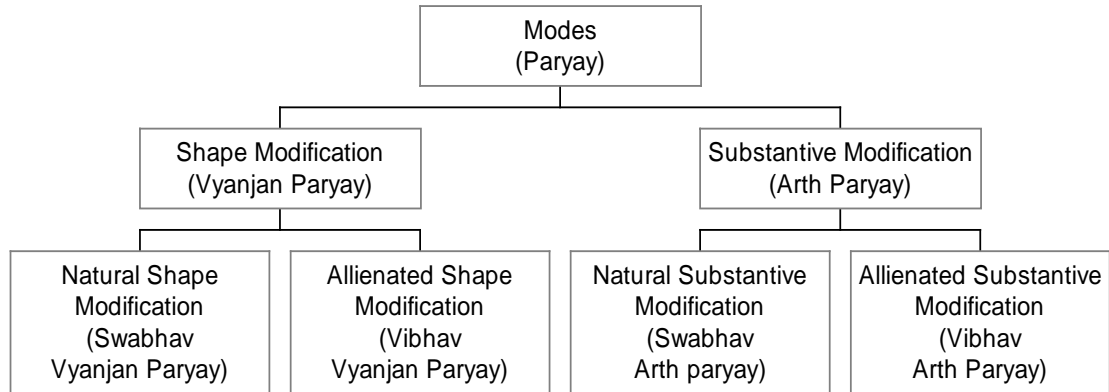 Modes
(Paryay)
Shape Modification
(Vyanjan Paryay)
Substantive Modification
(Arth Paryay)
Natural Shape
Modification
(Swabhav
Vyanjan Paryay)
Allienated Shape
Modification
(Vibhav
Vyanjan Paryay)
Natural Substantive
Modification
(Swabhav
Arth paryay)
Allienated Substantive
Modification
(Vibhav
Arth Paryay)